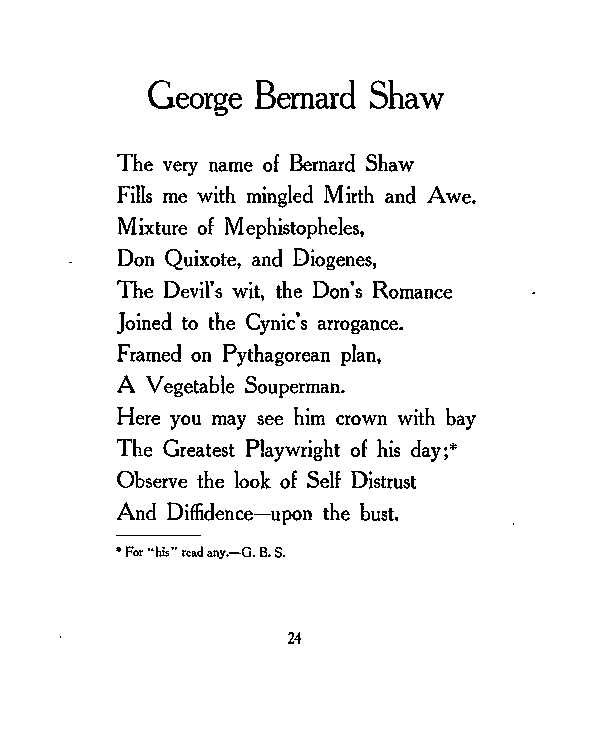 George Bernard Shaw
The very name of Bernard Shaw
Fills me with mingled Mirth and Awe.
Mixture of Mephistopheles,
Don Quixote, and Diogenes,
The Devil's wit, the Don's Romance
Joined to the Cynic's arrogance.
Framed on Pythagorean plan,
A Vegetable Souperman.
Here you may see him crown with bay
The Greatest Playwright of his day;*
Observe the look of Self Distrust
And Diffidence—upon the bust.
* For "his" read any.—G. B. S.
24